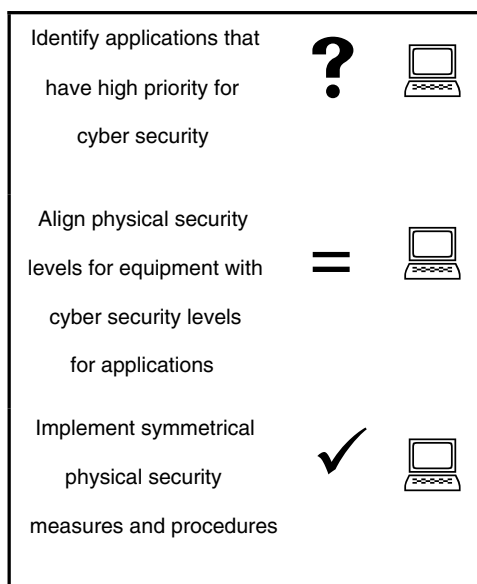 Identify applications that
have high priority for
cyber security
?
Align physical security
levels for equipment with
cyber security levels
for applications
=
Implement symmetrical
physical security
measures and procedures
✓